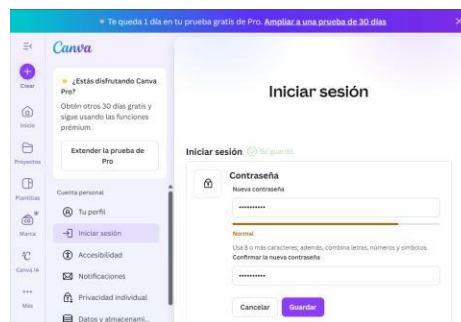 Te queda 1 día en tu prueba gratis de Pro. Ampliar a una prueba de 30 días
Canva
Crear
Inicio
Proyectos
Plantillas
Marca
Canva IA
Más
¿Estás disfrutando Canva
Pro?
Obtén otros 30 días gratis y
sigue usando las funciones
prémium.
Extender la prueba de
Pro
Cuenta personal
Tu perfil
Iniciar sesión
Accesibilidad
Notificaciones
Privacidad individual
Datos y almacenami...
Iniciar sesión
Iniciar sesión Se guardó
Contraseña
Nueva contraseña
Normal
Usa 8 o más caracteres; además, combina letras, números y símbolos.
Confirmar la nueva contraseña
Cancelar Guardar